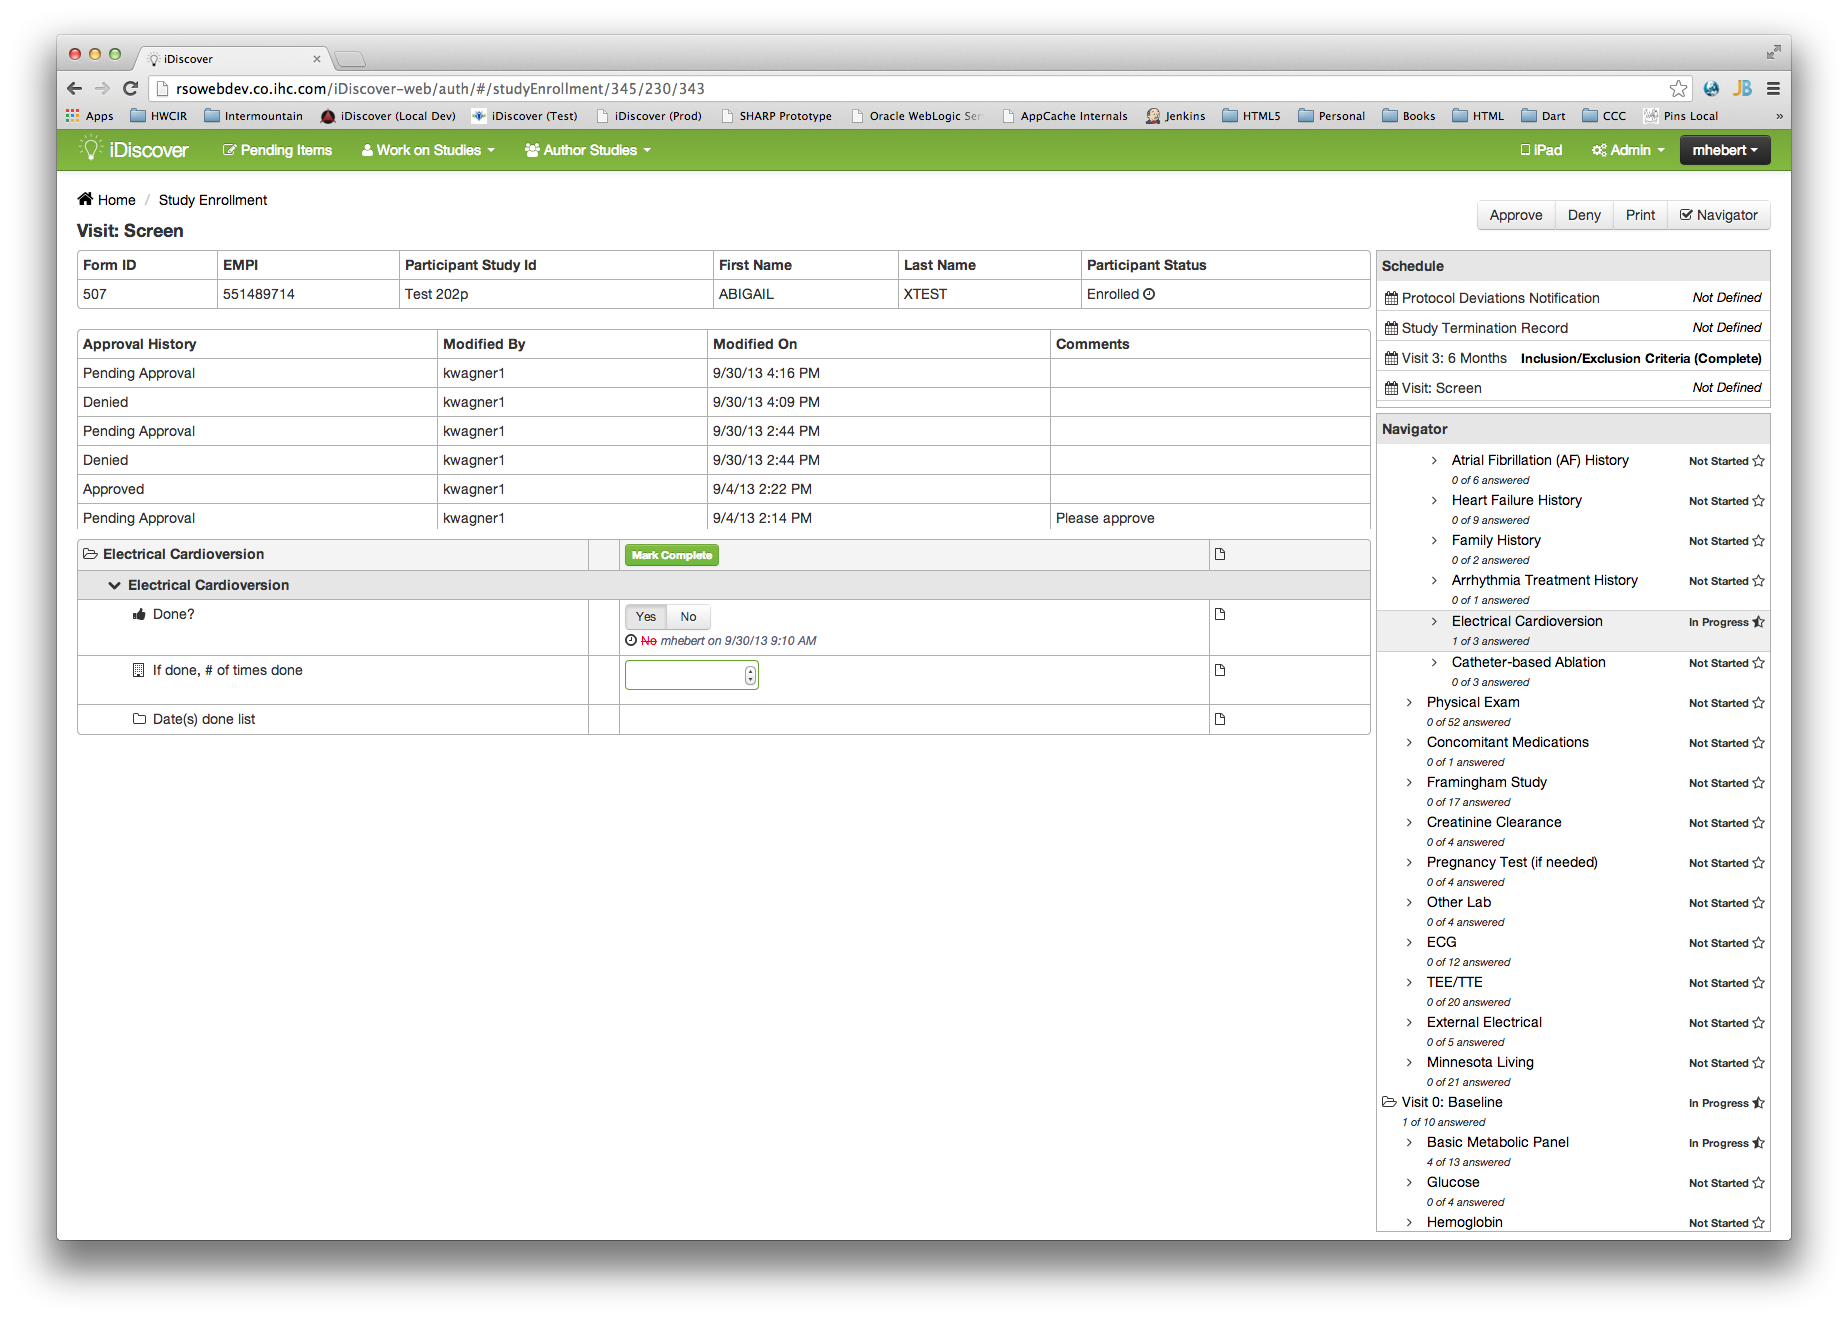 iDiscover
rsowebdev.co.ihc.com/iDiscover-web/auth/#/studyEnrollment/345/230/343
JB
Apps HWCIR Intermountain iDiscover (Local Dev) iDiscover (Test) iDiscover (Prod) SHARP Prototype Oracle WebLogic Ser AppCache Internals Jenkins HTML5 Personal Books HTML Dart CCC Pins Local »
iDiscover Pending Items Work on Studies Author Studies iPad Admin mhebert
Home / Study Enrollment
Visit: Screen
Approve Deny Print Navigator
Form ID EMPI Participant Study Id First Name Last Name Participant Status
507 551489714 Test 202p ABIGAIL XTEST Enrolled
Approval History Modified By Modified On Comments
Pending Approval kwagner1 9/30/13 4:16 PM
Denied kwagner1 9/30/13 4:09 PM
Pending Approval kwagner1 9/30/13 2:44 PM
Denied kwagner1 9/30/13 2:44 PM
Approved kwagner1 9/4/13 2:22 PM
Pending Approval kwagner1 9/4/13 2:14 PM Please approve
Electrical Cardioversion Mark Complete
Electrical Cardioversion
Done? Yes No
No mhebert on 9/30/13 9:10 AM
If done, # of times done
Date(s) done list
Schedule
Protocol Deviations Notification Not Defined
Study Termination Record Not Defined
Visit 3: 6 Months Inclusion/Exclusion Criteria (Complete)
Visit: Screen Not Defined
Navigator
Atrial Fibrillation (AF) History Not Started
0 of 6 answered
Heart Failure History Not Started
0 of 9 answered
Family History Not Started
0 of 2 answered
Arrhythmia Treatment History Not Started
0 of 1 answered
Electrical Cardioversion In Progress
1 of 3 answered
Catheter-based Ablation Not Started
0 of 3 answered
Physical Exam Not Started
0 of 52 answered
Concomitant Medications Not Started
0 of 1 answered
Framingham Study Not Started
0 of 17 answered
Creatinine Clearance Not Started
0 of 4 answered
Pregnancy Test (if needed) Not Started
0 of 4 answered
Other Lab Not Started
0 of 4 answered
ECG Not Started
0 of 12 answered
TEE/TTE Not Started
0 of 20 answered
External Electrical Not Started
0 of 5 answered
Minnesota Living Not Started
0 of 21 answered
Visit 0: Baseline In Progress
1 of 10 answered
Basic Metabolic Panel In Progress
4 of 13 answered
Glucose Not Started
0 of 4 answered
Hemoglobin Not Started